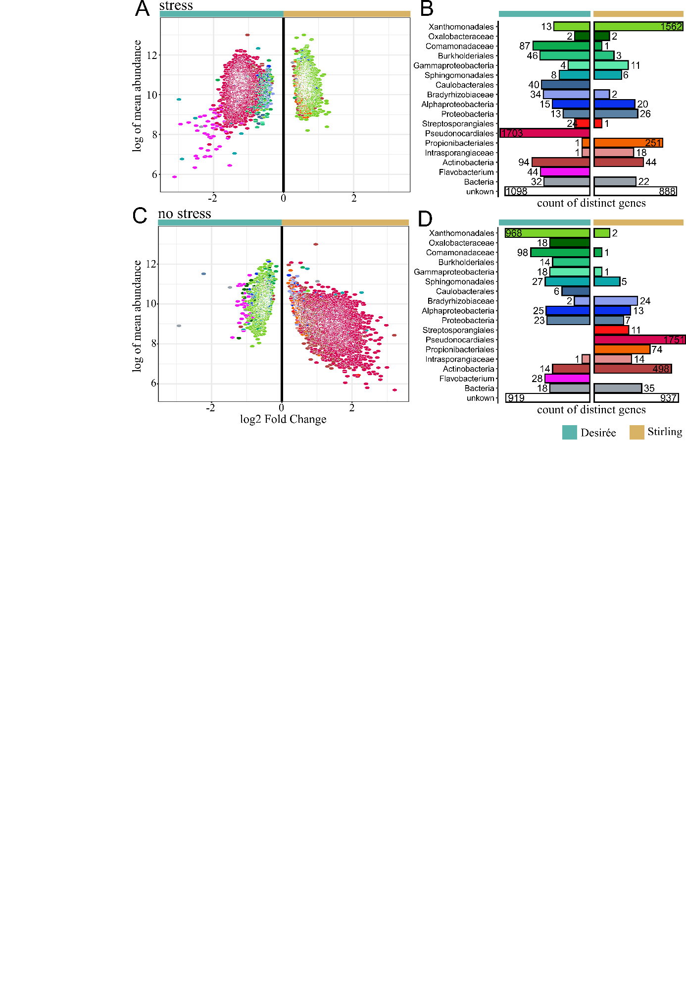 A stress
12
10
8
6
log of mean abundance
-2 0 2
B
Xanthomonadales 13 1562
Oxalobacteraceae 2 2
Comamonadaceae 87 1
Burkholderiales 46 3
Gammaproteobacteria 4 11
Sphingomonadales 8 6
Caulobacterales 40
Bradyrhizobiaceae 34 2
Alphaproteobacteria 15 20
Proteobacteria 13 26
Streptosporangiales 24 1
Pseudonocardiales 1703
Propionibacteriales 1 251
Intrasporangiaceae 1 18
Actinobacteria 94 44
Flavobacterium 44
Bacteria 32 22
unkown 1098 888
count of distinct genes
C no stress
12
10
8
6
log of mean abundance
-2 0 2
log2 Fold Change
D
Xanthomonadales 968 2
Oxalobacteraceae 18
Comamonadaceae 98 1
Burkholderiales 14
Gammaproteobacteria 18 1
Sphingomonadales 27 5
Caulobacterales 6
Bradyrhizobiaceae 2 24
Alphaproteobacteria 25 13
Proteobacteria 23 7
Streptosporangiales 11
Pseudonocardiales 1751
Propionibacteriales 74
Intrasporangiaceae 1 14
Actinobacteria 14 498
Flavobacterium 28
Bacteria 18 35
unkown 919 937
count of distinct genes
Desirée Stirling